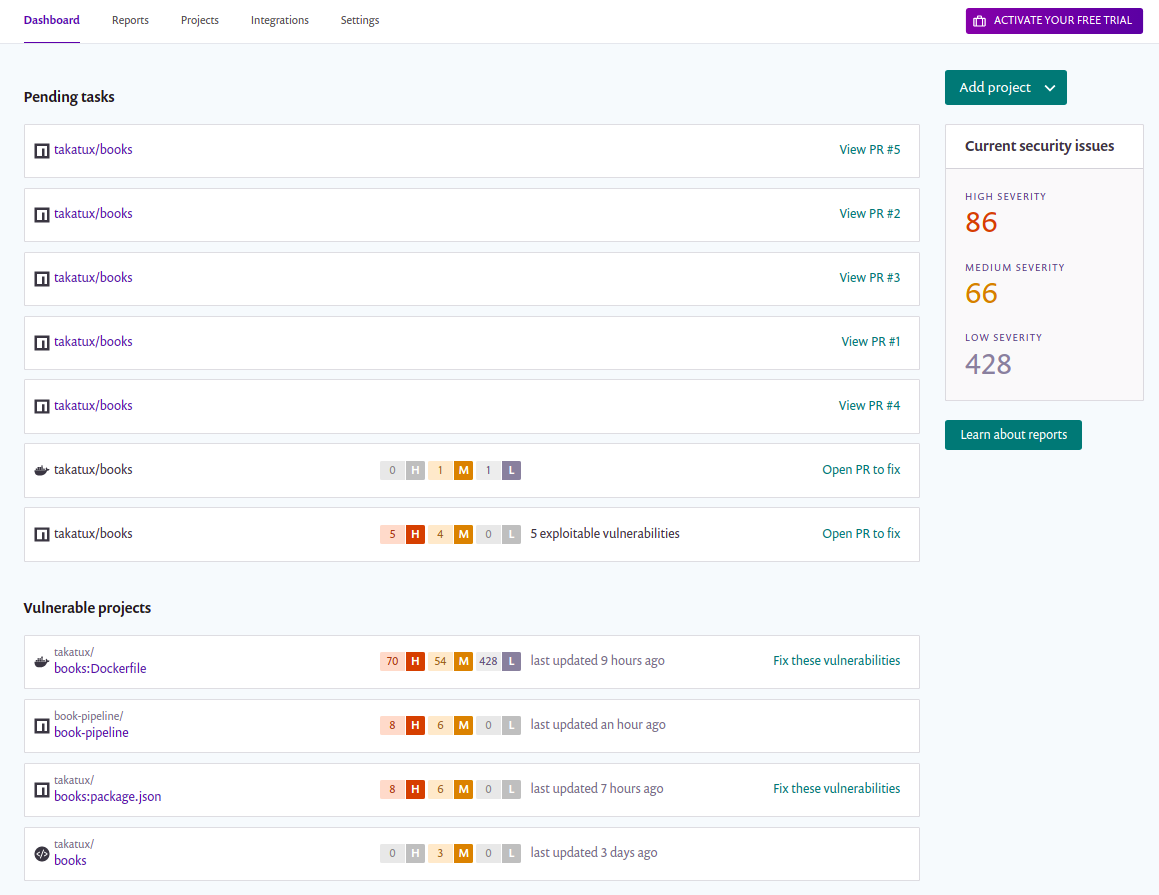 Dashboard Reports Projects Integrations Settings ACTIVATE YOUR FREE TRIAL
Add project
Pending tasks
takatux/books View PR #5
takatux/books View PR #2
takatux/books View PR #3
takatux/books View PR #1
takatux/books View PR #4
takatux/books 0 H 1 M 1 L Open PR to fix
takatux/books 5 H 4 M 0 L 5 exploitable vulnerabilities Open PR to fix
Current security issues
HIGH SEVERITY
86
MEDIUM SEVERITY
66
LOW SEVERITY
428
Learn about reports
Vulnerable projects
takatux/
books:Dockerfile 70 H 54 M 428 L last updated 9 hours ago Fix these vulnerabilities
book-pipeline/
book-pipeline 8 H 6 M 0 L last updated an hour ago
takatux/
books:package.json 8 H 6 M 0 L last updated 7 hours ago Fix these vulnerabilities
takatux/
books 0 H 3 M 0 L last updated 3 days ago